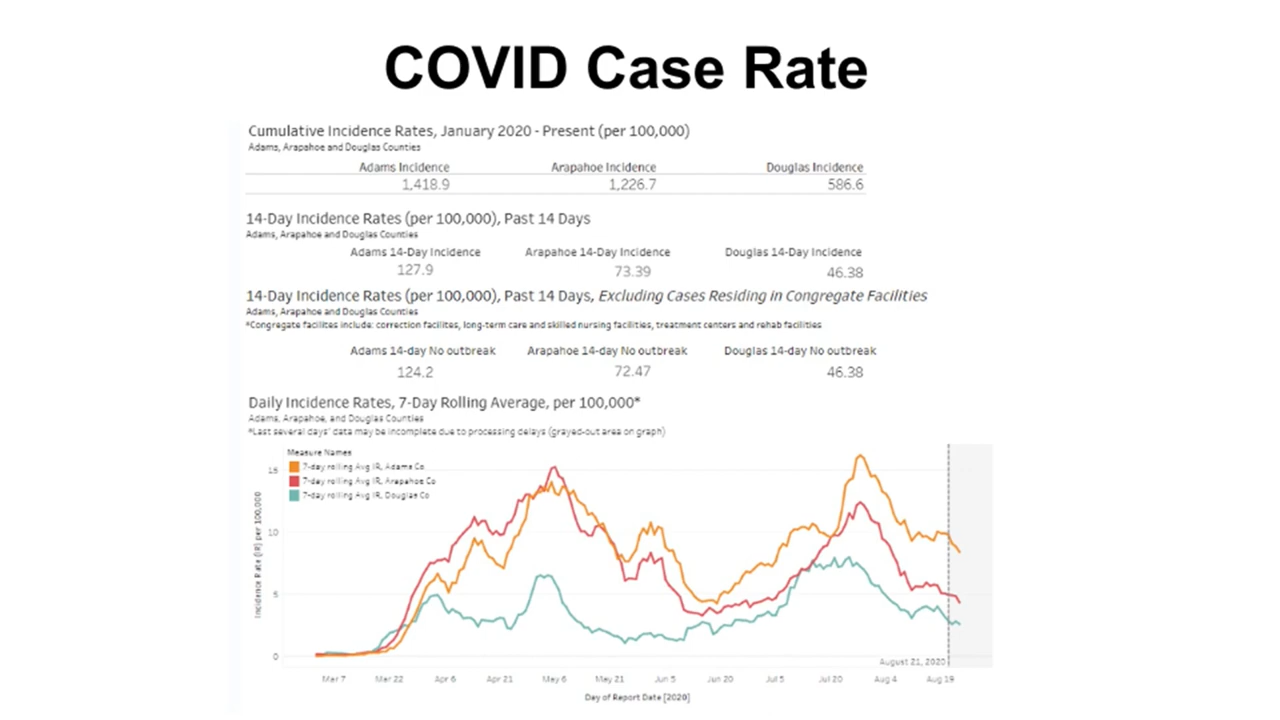 COVID Case Rate
Cumulative Incidence Rates, January 2020 - Present (per 100,000)
Adams, Arapahoe and Douglas Counties
Adams Incidence Arapahoe Incidence Douglas Incidence
1,418.9 1,226.7 586.6
14-Day Incidence Rates (per 100,000), Past 14 Days
Adams, Arapahoe and Douglas Counties
Adams 14-Day Incidence Arapahoe 14-Day Incidence Douglas 14-Day Incidence
127.9 73.39 46.38
14-Day Incidence Rates (per 100,000), Past 14 Days, Excluding Cases Residing in Congregate Facilities
Adams, Arapahoe and Douglas Counties
*Congregate facilites include: correction facilites, long-term care and skilled nursing facilities, treatment centers and rehab facilities
Adams 14-day No outbreak Arapahoe 14-day No outbreak Douglas 14-day No outbreak
124.2 72.47 46.38
Daily Incidence Rates, 7-Day Rolling Average, per 100,000*
Adams, Arapahoe, and Douglas Counties
*Last several days' data may be incomplete due to processing delays (grayed-out area on graph)
Measure Names
7-day rolling Avg IR, Adams Co
7-day rolling Avg IR, Arapahoe Co
7-day rolling Avg IR, Douglas Co
Incidence Rate (IR) per 100,000
15
10
5
0
August 21, 2020
Mar 7 Mar 22 Apr 6 Apr 21 May 6 May 21 Jun 5 Jun 20 Jul 5 Jul 20 Aug 4 Aug 19
Day of Report Date [2020]